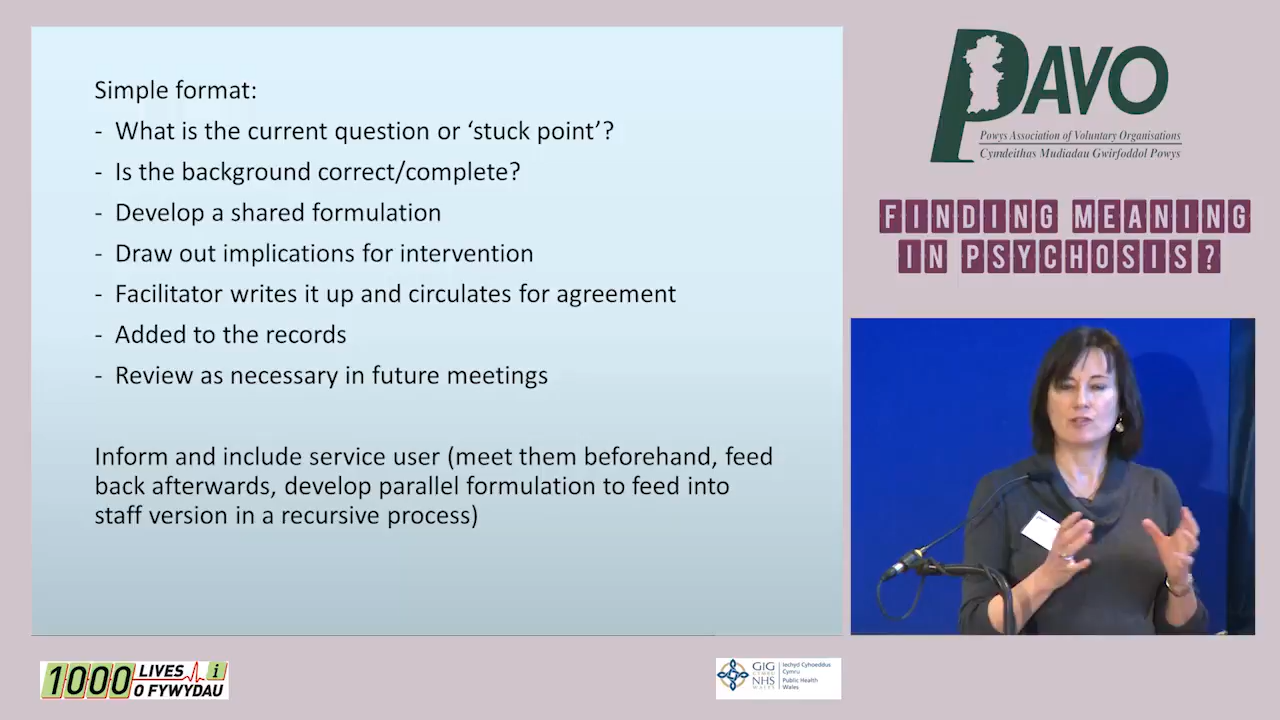 Simple format:
- What is the current question or ‘stuck point’?
- Is the background correct/complete?
- Develop a shared formulation
- Draw out implications for intervention
- Facilitator writes it up and circulates for agreement
- Added to the records
- Review as necessary in future meetings
Inform and include service user (meet them beforehand, feed
back afterwards, develop parallel formulation to feed into
staff version in a recursive process)
PAVO
Powys Association of Voluntary Organisations
Cymdeithas Mudiadau Gwirfoddol Powys
FINDING MEANING
IN PSYCHOSIS?
1000 LIVES i
O FYWYDAU
GIG
CYMRU
NHS
WALES
Iechyd Cyhoeddus
Cymru
Public Health
Wales